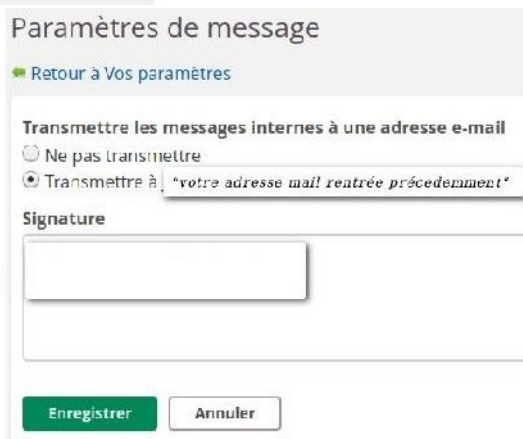 Paramètres de message
Retour à Vos paramètres
Transmettre les messages internes à une adresse e-mail
Ne pas transmettre
Transmettre à "votre adresse mail rentrée précedemment"
Signature
Enregistrer Annuler